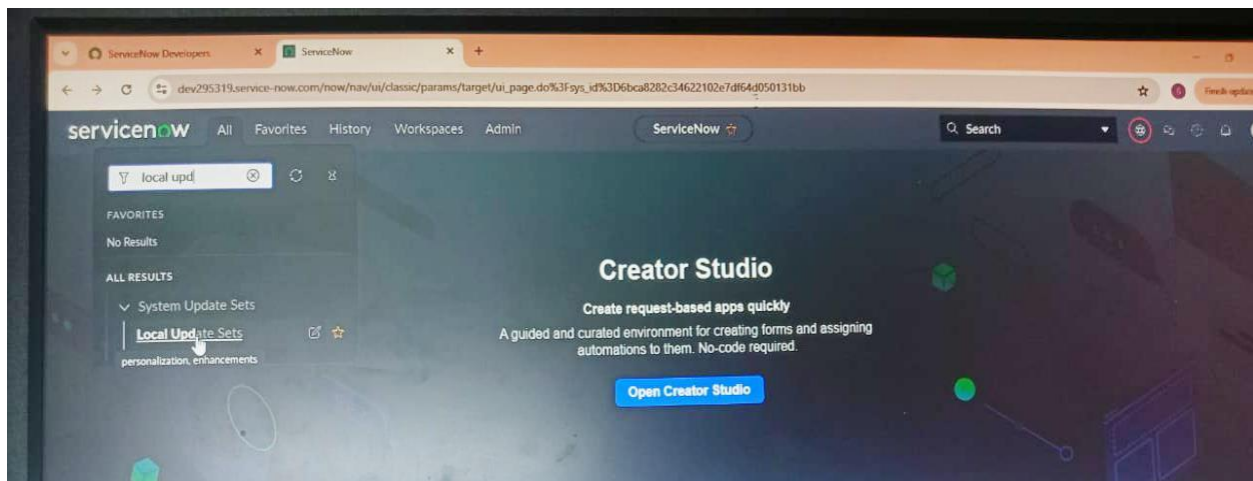 ServiceNow Developers
ServiceNow
dev295319.service-now.com/now/nav/ui/classic/params/target/ui_page.do%3Fsys_id%3D6bca8282c34622102e7df64d050131bb
servicenow All Favorites History Workspaces Admin ServiceNow Search
local upd
FAVORITES
No Results
ALL RESULTS
System Update Sets
Local Update Sets
personalization, enhancements
Creator Studio
Create request-based apps quickly
A guided and curated environment for creating forms and assigning
automations to them. No-code required.
Open Creator Studio